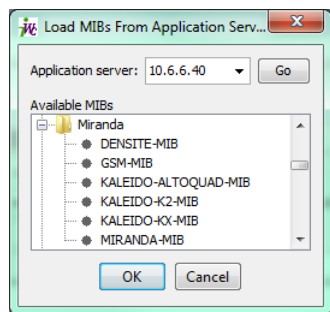 Load MIBs From Application Serv...
Application server: 10.6.6.40 Go
Available MIBs
Miranda
DENSITE-MIB
GSM-MIB
KALEIDO-ALTOQUAD-MIB
KALEIDO-K2-MIB
KALEIDO-KX-MIB
MIRANDA-MIB
OK Cancel